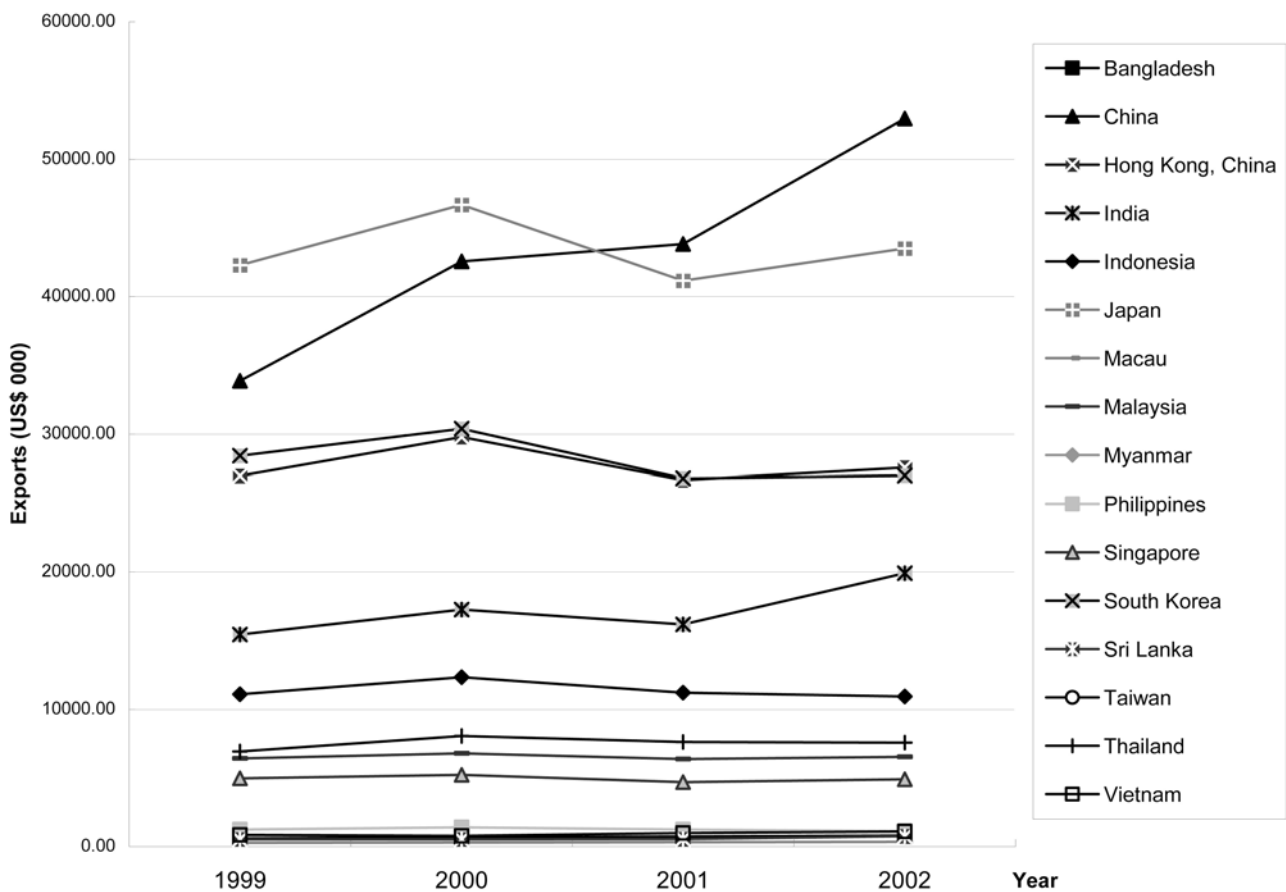 60000.00
50000.00
40000.00
30000.00
20000.00
10000.00
0.00
Exports (US$ 000)
1999 2000 2001 2002 Year
Bangladesh
China
Hong Kong, China
India
Indonesia
Japan
Macau
Malaysia
Myanmar
Philippines
Singapore
South Korea
Sri Lanka
Taiwan
Thailand
Vietnam